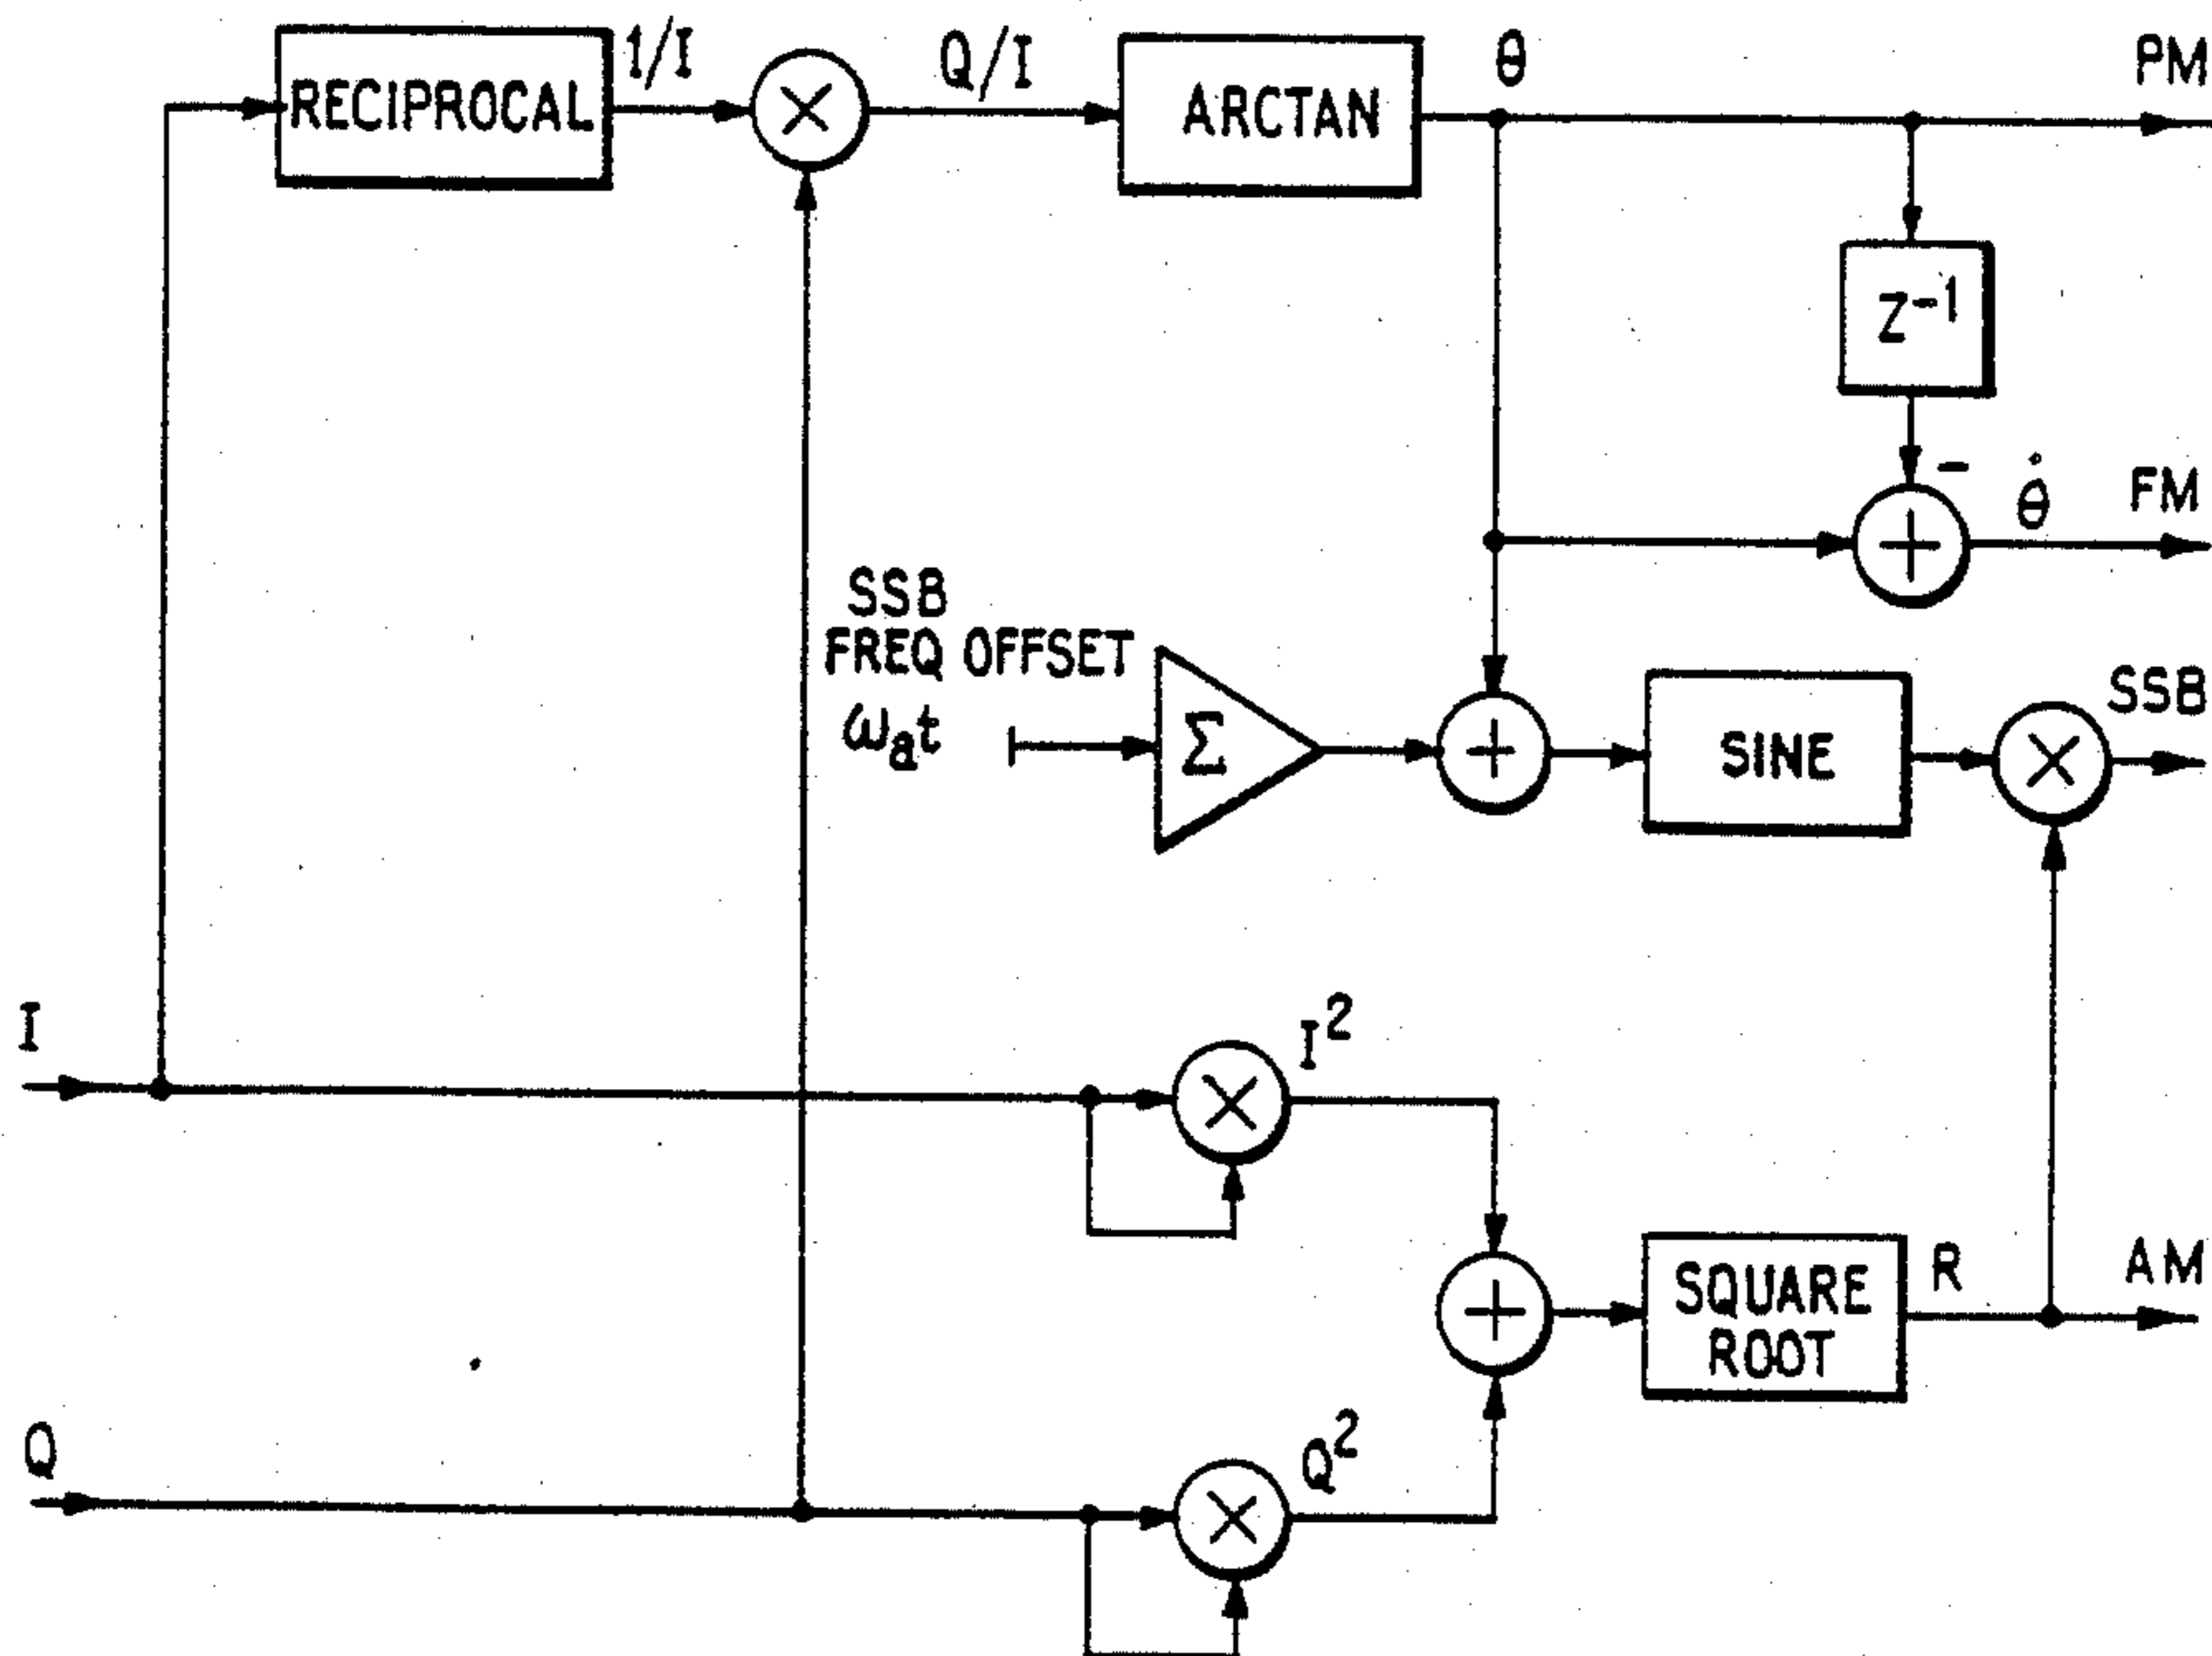 RECIPROCAL
1/I
×
Q/I
ARCTAN
θ
PM
Z⁻¹
−
+
θ̇
FM
SSB
FREQ OFFSET
ωₐt
Σ
+
SINE
×
SSB
I
×
I²
+
SQUARE
ROOT
R
AM
Q
×
Q²